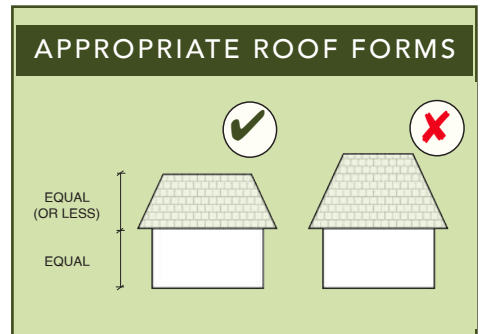 APPROPRIATE ROOF FORMS
EQUAL
(OR LESS)
EQUAL